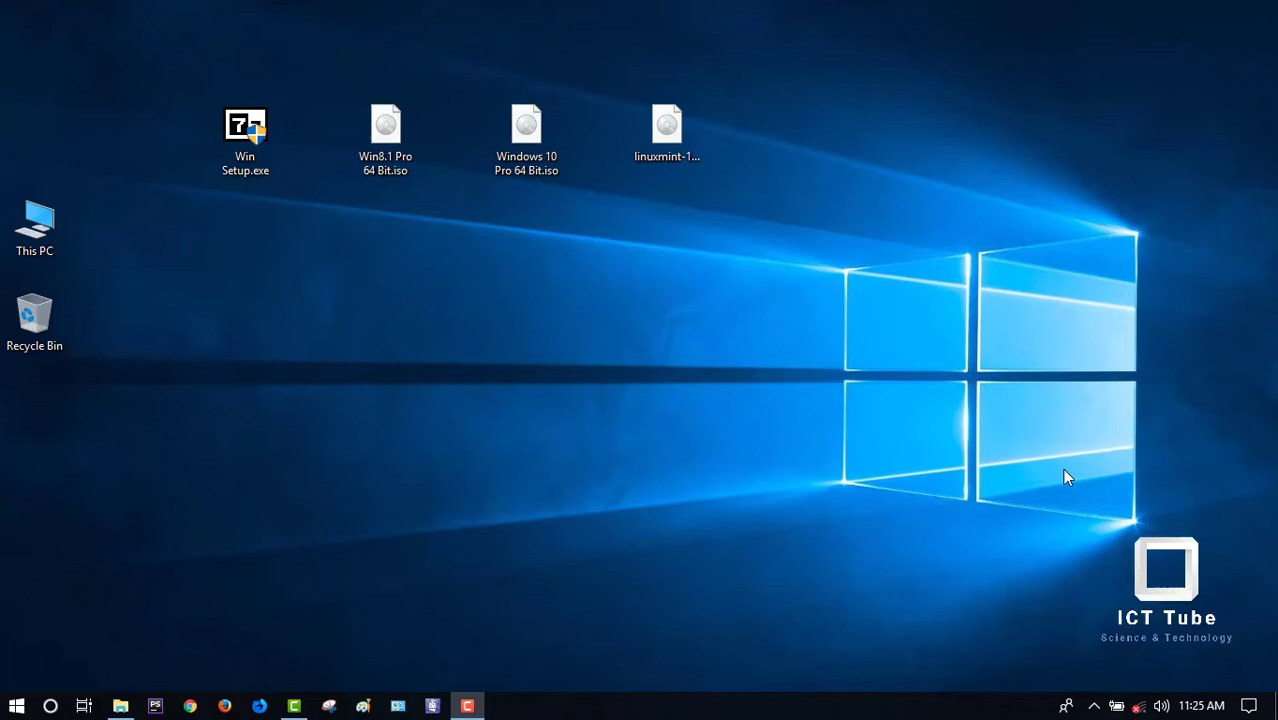 Win
Setup.exe
Win8.1 Pro
64 Bit.iso
Windows 10
Pro 64 Bit.iso
linuxmint-1...
This PC
Recycle Bin
ICT Tube
Science & Technology
PS
11:25 AM